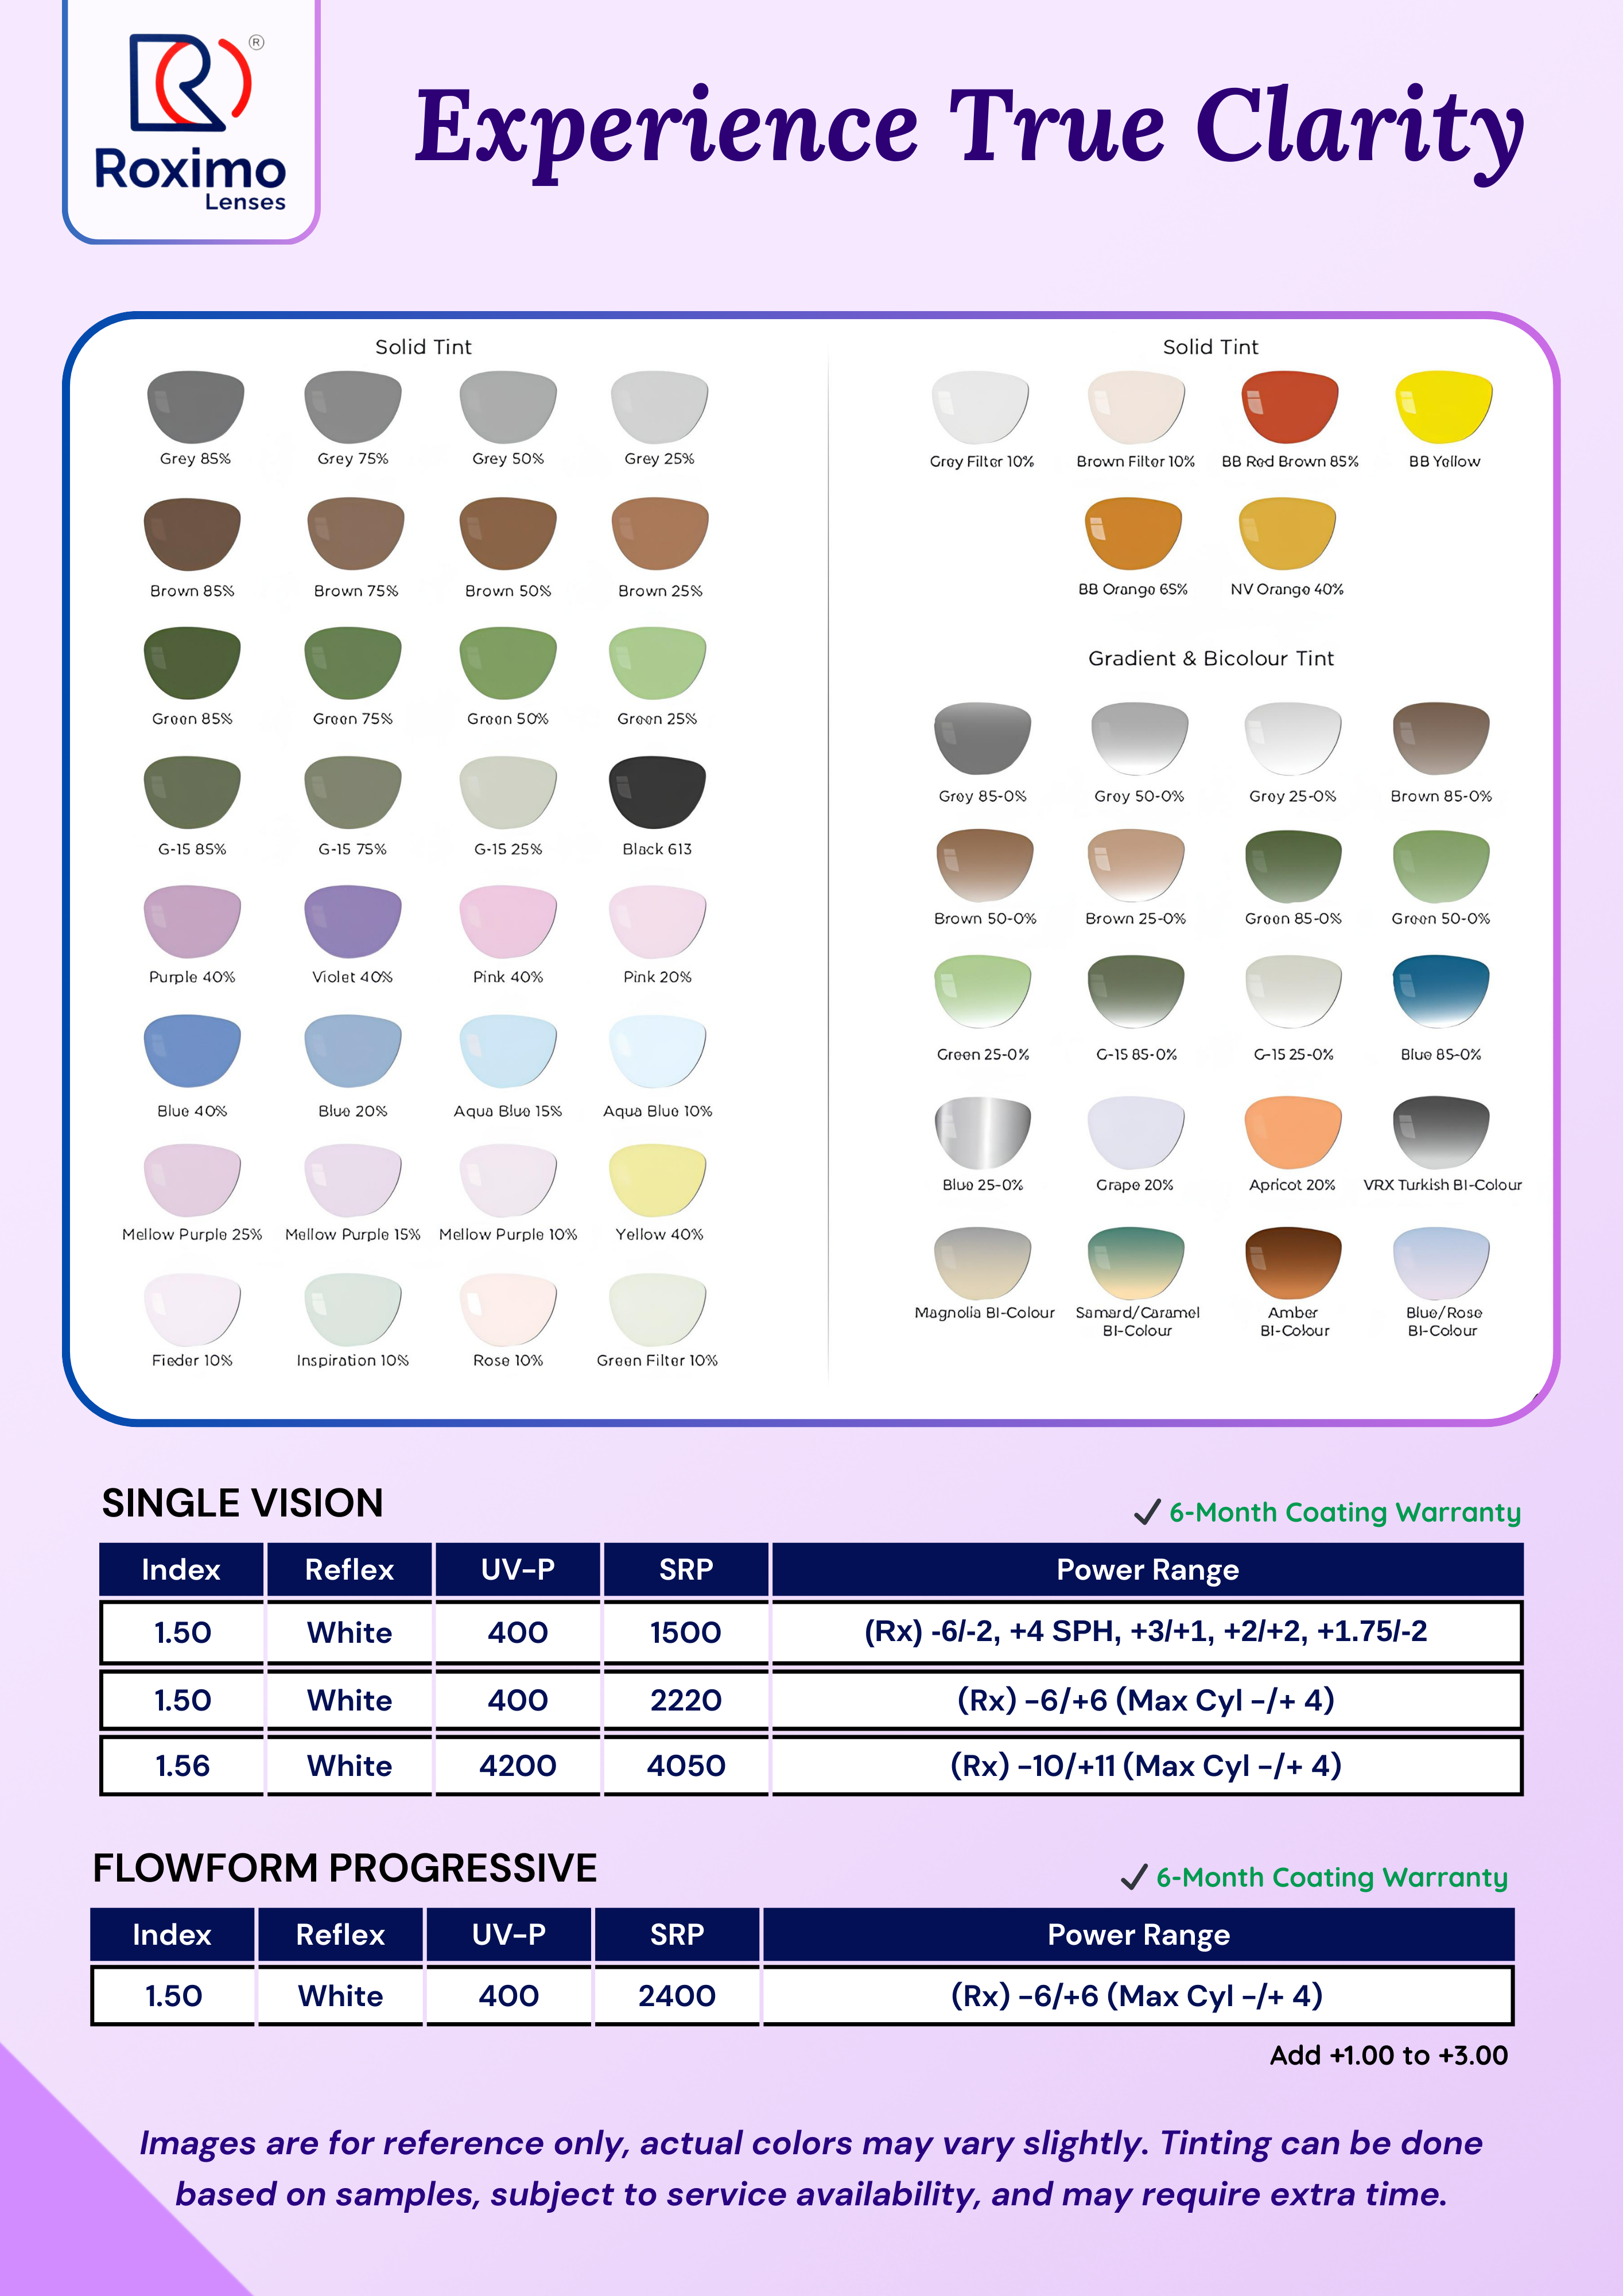 ®
Roximo
Lenses
Experience True Clarity
Solid Tint
Grey 85% Grey 75% Grey 50% Grey 25%
Brown 85% Brown 75% Brown 50% Brown 25%
Green 85% Green 75% Green 50% Green 25%
G-15 85% G-15 75% G-15 25% Black 613
Purple 40% Violet 40% Pink 40% Pink 20%
Blue 40% Blue 20% Aqua Blue 15% Aqua Blue 10%
Mellow Purple 25% Mellow Purple 15% Mellow Purple 10% Yellow 40%
Fieder 10% Inspiration 10% Rose 10% Green Filter 10%
Solid Tint
Grey Filter 10% Brown Filter 10% BB Red Brown 85% BB Yellow
BB Orange 65% NV Orange 40%
Gradient & Bicolour Tint
Grey 85-0% Grey 50-0% Grey 25-0% Brown 85-0%
Brown 50-0% Brown 25-0% Green 85-0% Green 50-0%
Green 25-0% G-15 85-0% G-15 25-0% Blue 85-0%
Blue 25-0% Grape 20% Apricot 20% VRX Turkish BI-Colour
Magnolia BI-Colour Samard/Caramel BI-Colour Amber BI-Colour Blue/Rose BI-Colour
SINGLE VISION
✓ 6-Month Coating Warranty
Index Reflex UV-P SRP Power Range
1.50 White 400 1500 (Rx) -6/-2, +4 SPH, +3/+1, +2/+2, +1.75/-2
1.50 White 400 2220 (Rx) -6/+6 (Max Cyl -/+ 4)
1.56 White 4200 4050 (Rx) -10/+11 (Max Cyl -/+ 4)
FLOWFORM PROGRESSIVE
✓ 6-Month Coating Warranty
Index Reflex UV-P SRP Power Range
1.50 White 400 2400 (Rx) -6/+6 (Max Cyl -/+ 4)
Add +1.00 to +3.00
Images are for reference only, actual colors may vary slightly. Tinting can be done
based on samples, subject to service availability, and may require extra time.